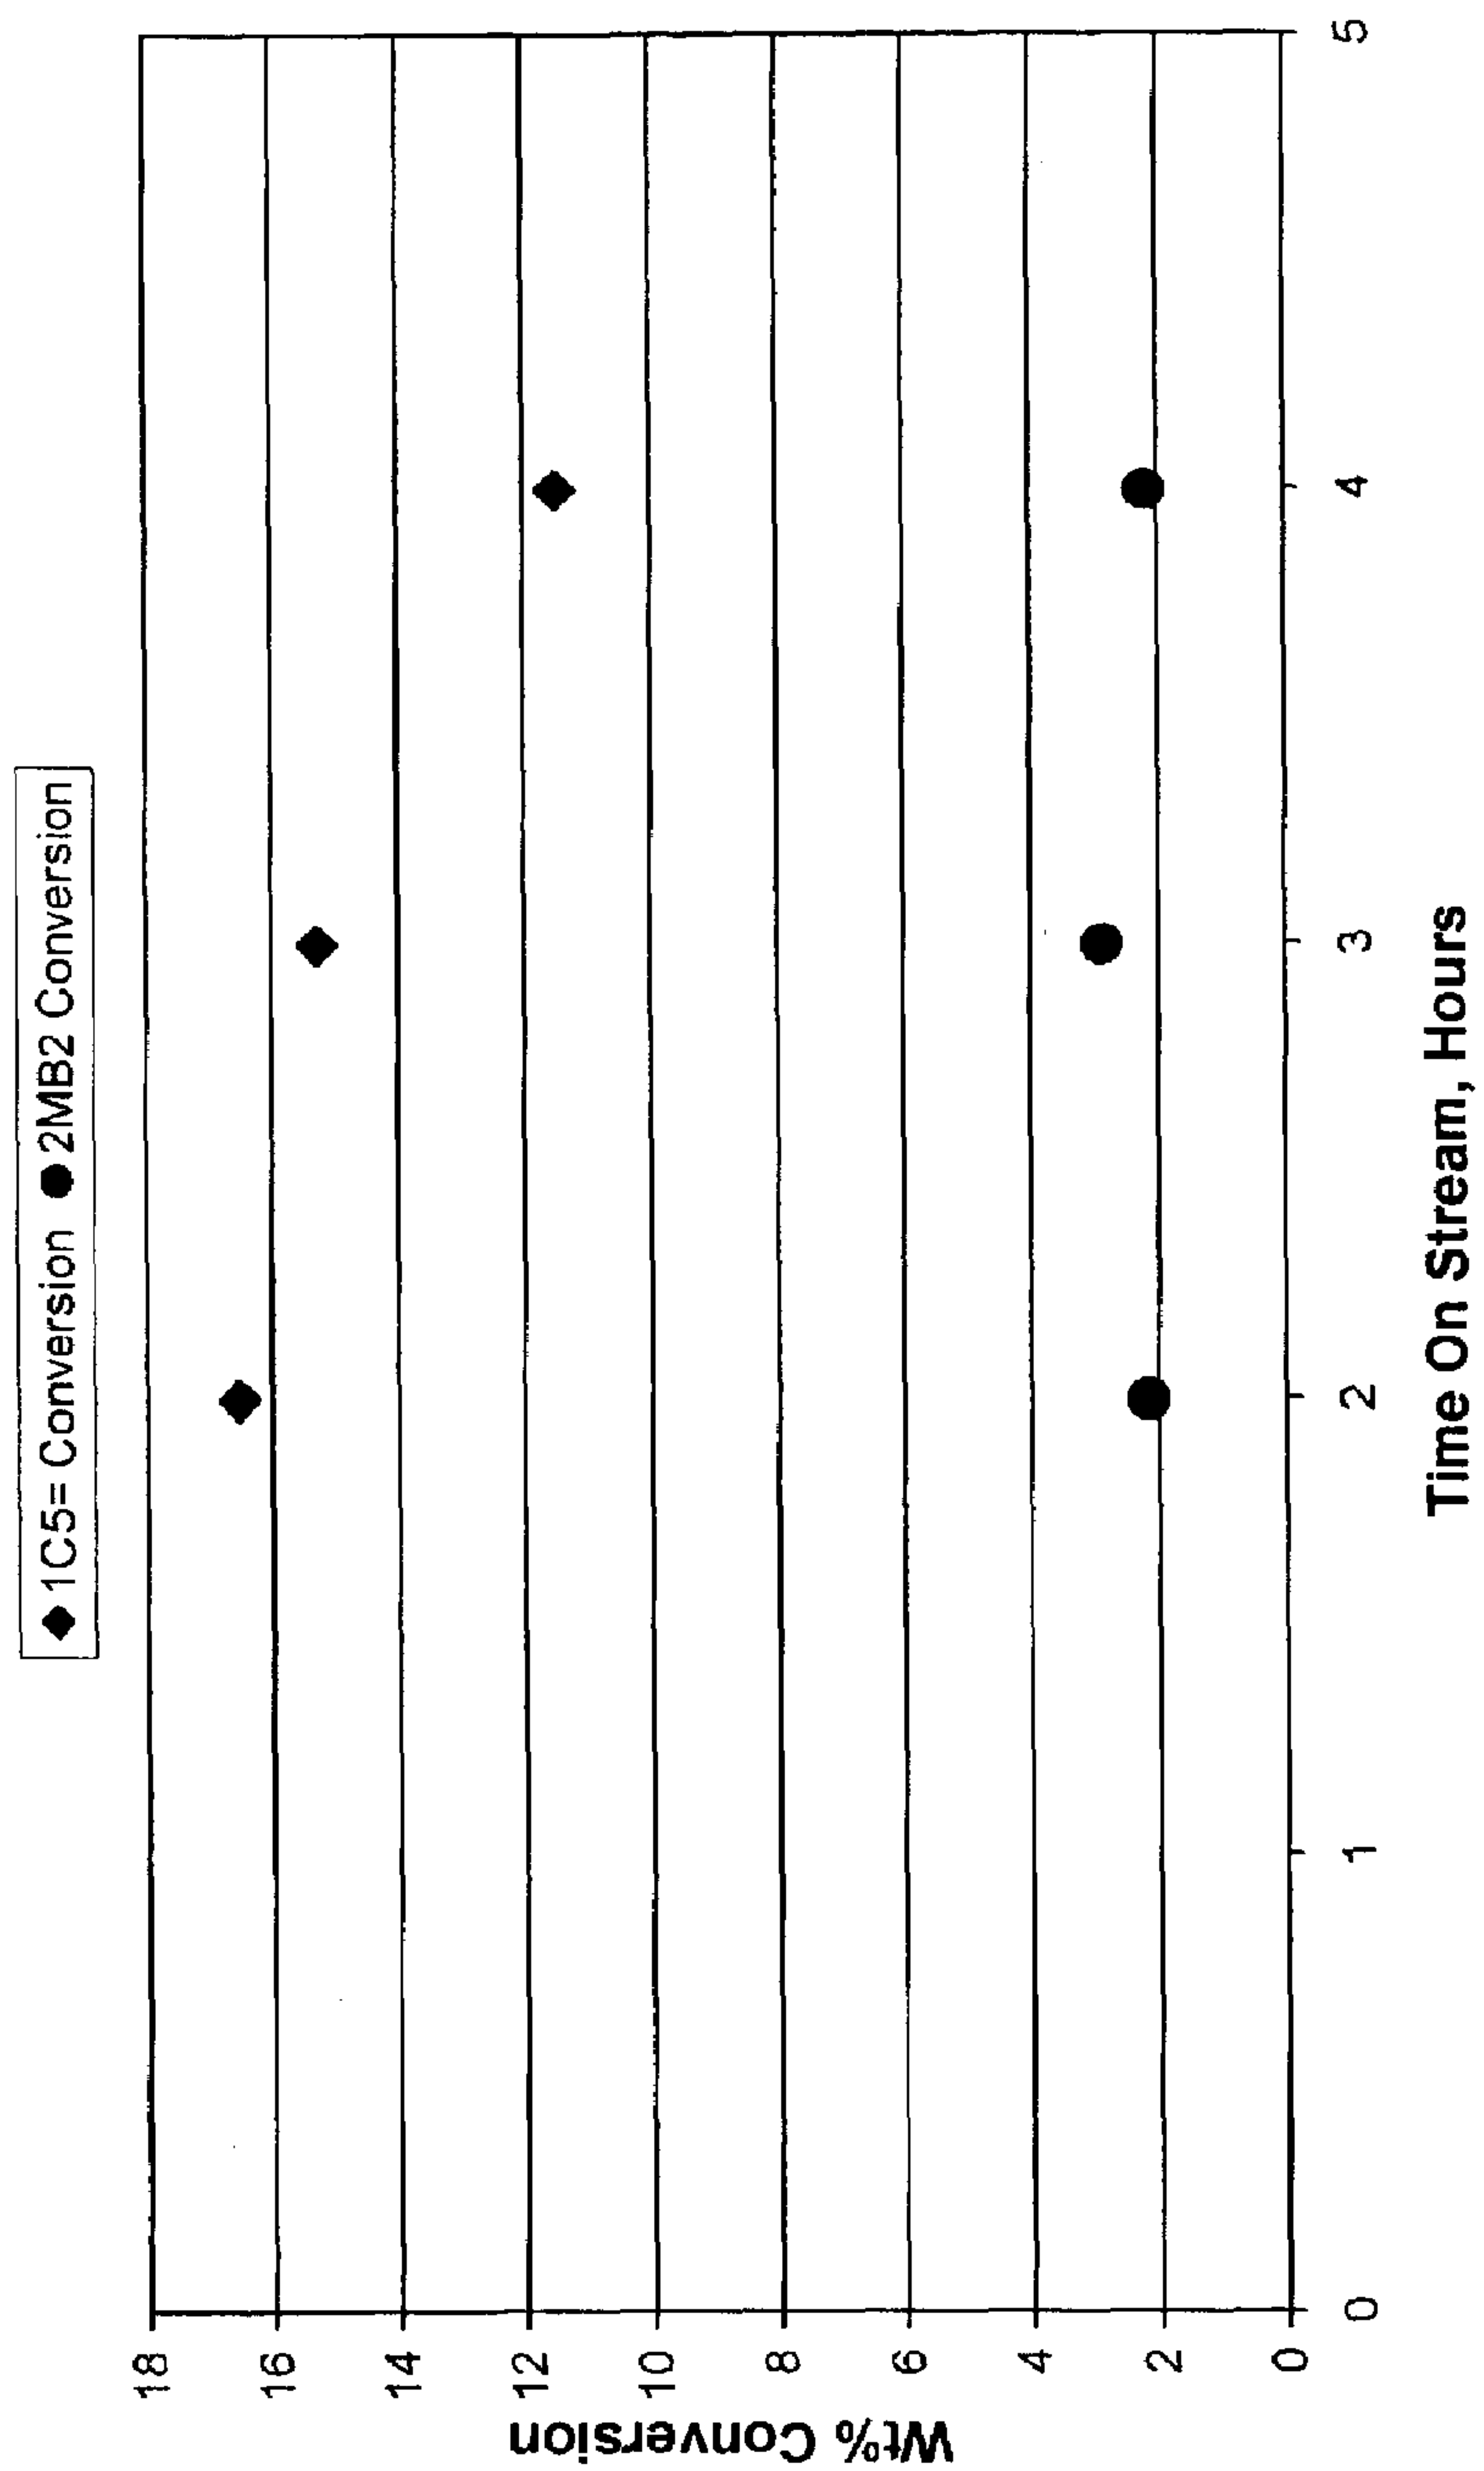 ◆ 1C5= Conversion ● 2MB2 Conversion
18
16
14
12
10
8
6
4
2
0
Wt% Conversion
0 1 2 3 4 5
Time On Stream, Hours